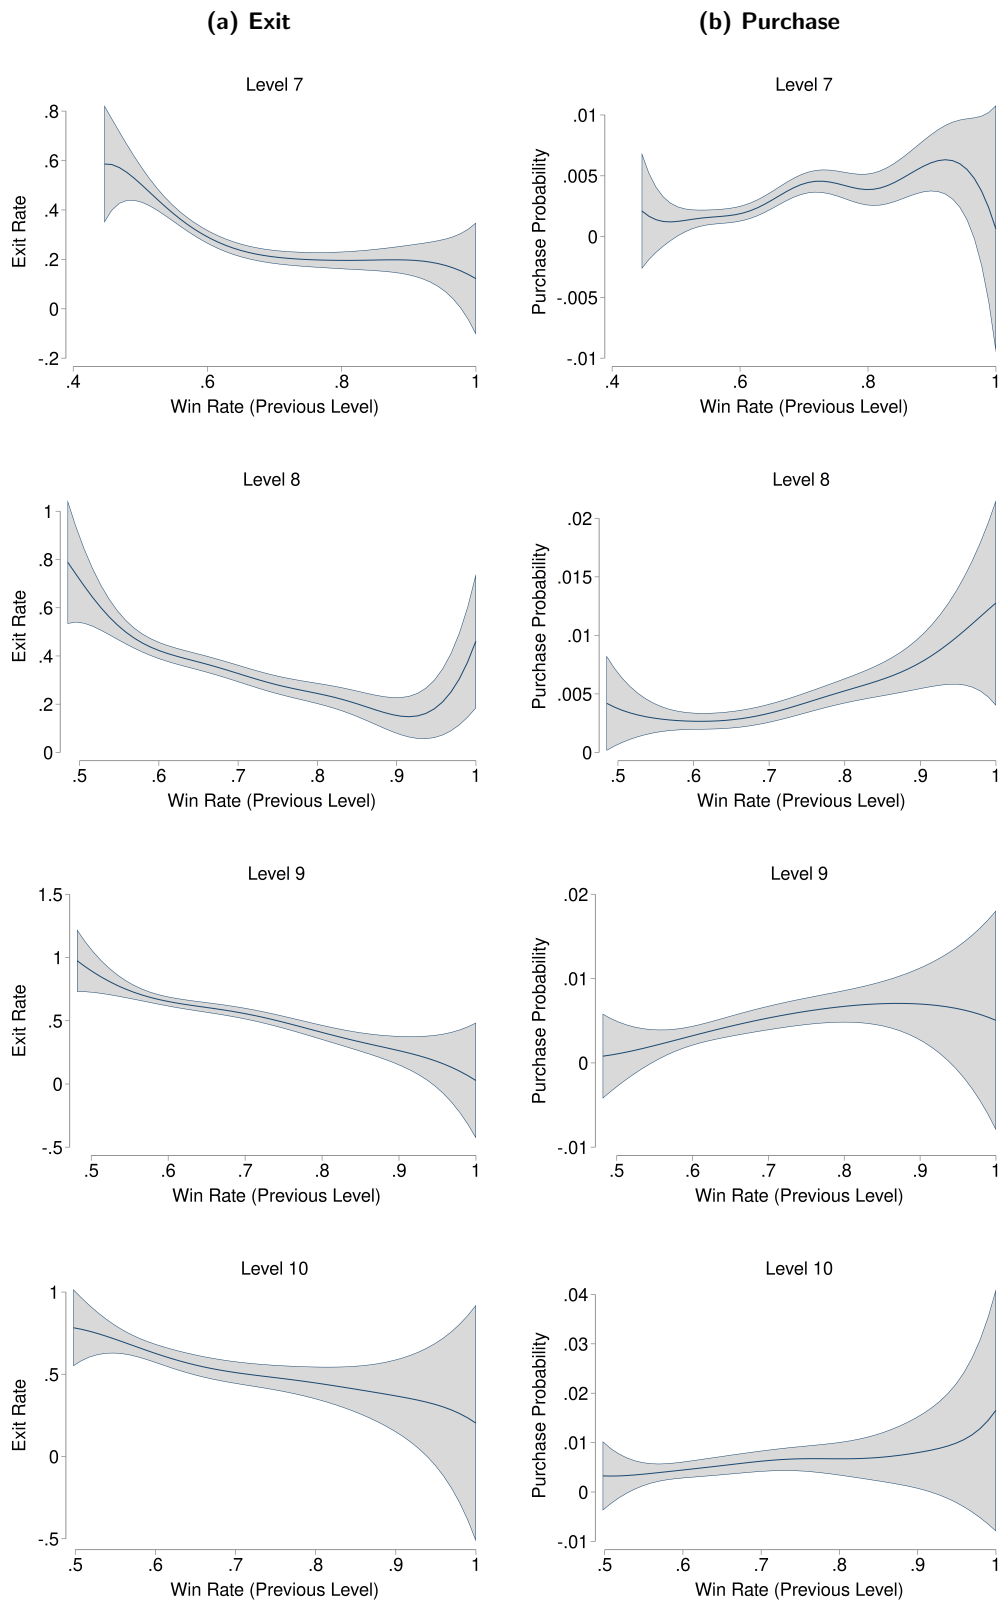 (a) Exit
(b) Purchase
Level 7
Exit Rate
.8
.6
.4
.2
0
-.2
.4 .6 .8 1
Win Rate (Previous Level)
Level 7
Purchase Probability
.01
.005
0
-.005
-.01
.4 .6 .8 1
Win Rate (Previous Level)
Level 8
Exit Rate
1
.8
.6
.4
.2
0
.5 .6 .7 .8 .9 1
Win Rate (Previous Level)
Level 8
Purchase Probability
.02
.015
.01
.005
0
.5 .6 .7 .8 .9 1
Win Rate (Previous Level)
Level 9
Exit Rate
1.5
1
.5
0
-.5
.5 .6 .7 .8 .9 1
Win Rate (Previous Level)
Level 9
Purchase Probability
.02
.01
0
-.01
.5 .6 .7 .8 .9 1
Win Rate (Previous Level)
Level 10
Exit Rate
1
.5
0
-.5
.5 .6 .7 .8 .9 1
Win Rate (Previous Level)
Level 10
Purchase Probability
.04
.03
.02
.01
0
-.01
.5 .6 .7 .8 .9 1
Win Rate (Previous Level)